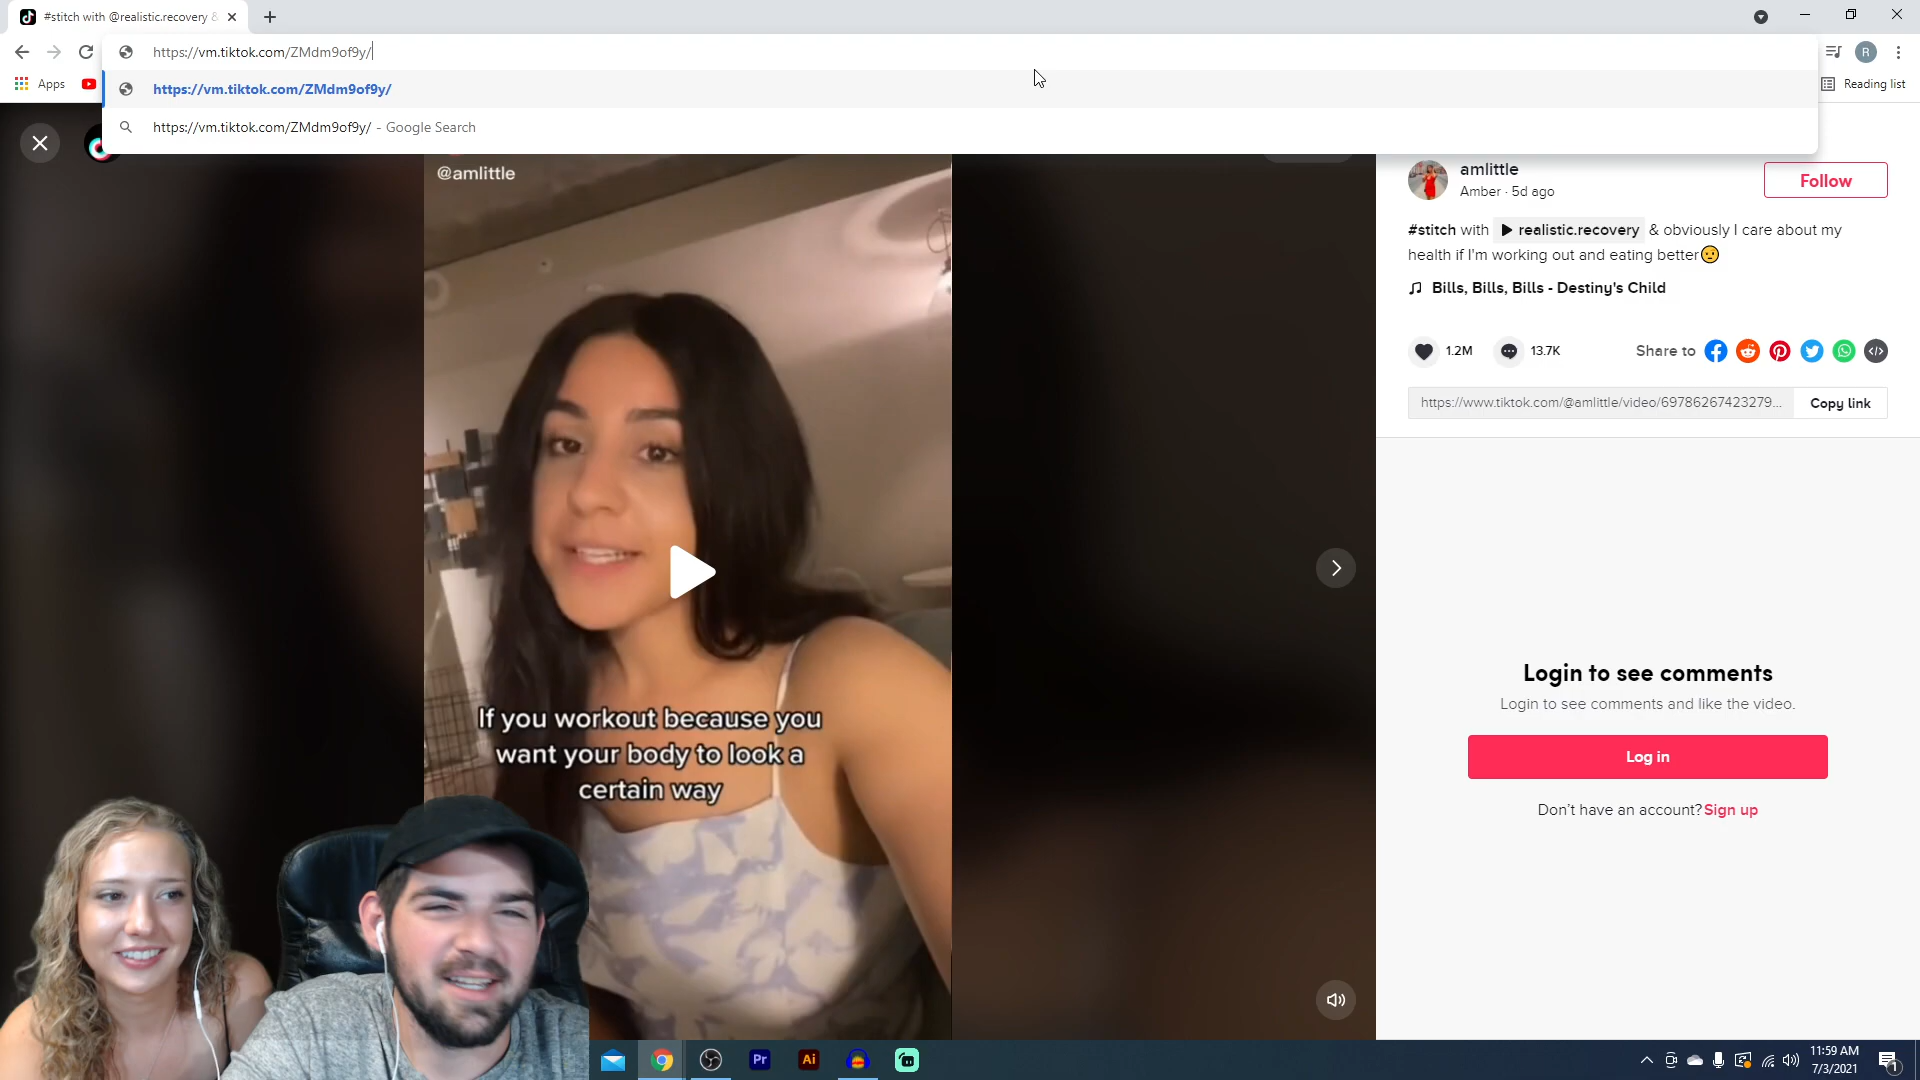 #stitch with @realistic.recovery &
https://vm.tiktok.com/ZMdm9of9y/
R
Apps
https://vm.tiktok.com/ZMdm9of9y/
Reading list
https://vm.tiktok.com/ZMdm9of9y/ - Google Search
@amlittle
amlittle
Amber · 5d ago
Follow
#stitch with ▶ realistic.recovery & obviously I care about my
health if I'm working out and eating better
Bills, Bills, Bills - Destiny's Child
1.2M
13.7K
Share to
https://www.tiktok.com/@amlittle/video/69786267423279...
Copy link
If you workout because you
want your body to look a
certain way
Login to see comments
Login to see comments and like the video.
Log in
Don't have an account? Sign up
Pr
Ai
11:59 AM
7/3/2021
1